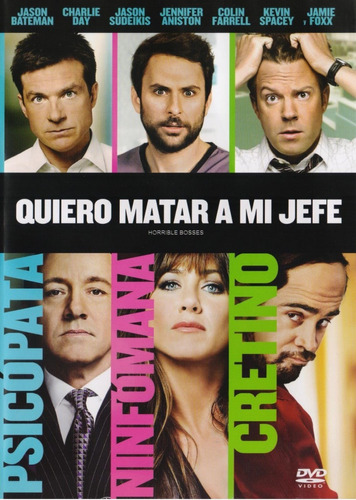 JASON BATEMAN
CHARLIE DAY
JASON SUDEIKIS
JENNIFER ANISTON
COLIN FARRELL
KEVIN SPACEY
Y JAMIE FOXX
QUIERO MATAR A MI JEFE
HORRIBLE BOSSES
PSICÓPATA
NINFÓMANA
CRETINO
DVD
VIDEO